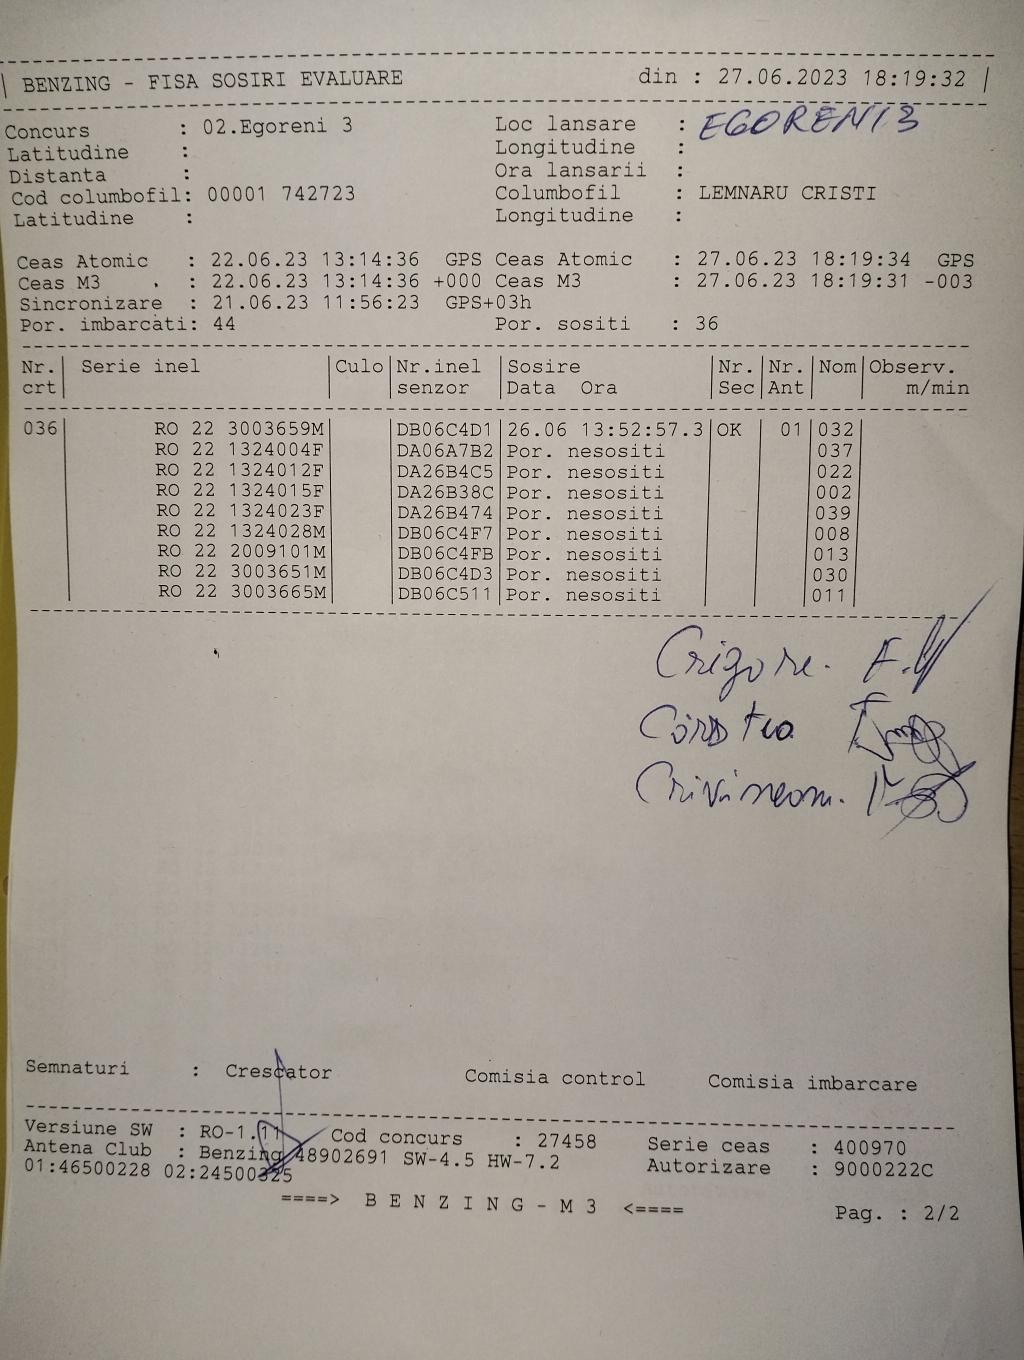 BENZING - FISA SOSIRI EVALUARE din : 27.06.2023 18:19:32
Concurs : 02.Egoreni 3 Loc lansare : EGORENI 3
Latitudine : Longitudine :
Distanta : Ora lansarii :
Cod columbofil: 00001 742723 Columbofil : LEMNARU CRISTI
Latitudine : Longitudine :
Ceas Atomic : 22.06.23 13:14:36 GPS Ceas Atomic : 27.06.23 18:19:34 GPS
Ceas M3 : 22.06.23 13:14:36 +000 Ceas M3 : 27.06.23 18:19:31 -003
Sincronizare : 21.06.23 11:56:23 GPS+03h
Por. imbarcati: 44 Por. sositi : 36
Nr. Serie inel Culo Nr.inel Sosire Nr. Nr. Nom Observ.
crt senzor Data Ora Sec Ant m/min
036 RO 22 3003659M DB06C4D1 26.06 13:52:57.3 OK 01 032
RO 22 1324004F DA06A7B2 Por. nesositi 037
RO 22 1324012F DA26B4C5 Por. nesositi 022
RO 22 1324015F DA26B38C Por. nesositi 002
RO 22 1324023F DA26B474 Por. nesositi 039
RO 22 1324028M DB06C4F7 Por. nesositi 008
RO 22 2009101M DB06C4FB Por. nesositi 013
RO 22 3003651M DB06C4D3 Por. nesositi 030
RO 22 3003665M DB06C511 Por. nesositi 011
Grigore.
Semnaturi : Crescator Comisia control Comisia imbarcare
Versiune SW : RO-1.11 Cod concurs : 27458 Serie ceas : 400970
Antena Club : Benzing 48902691 SW-4.5 HW-7.2 Autorizare : 9000222C
01:46500228 02:24500325
====> B E N Z I N G - M 3 <==== Pag. : 2/2